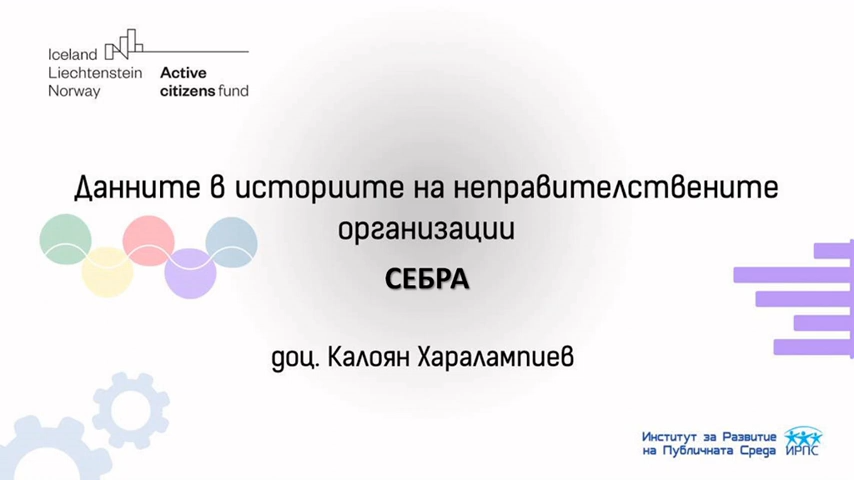 Iceland
Liechtenstein
Norway
Active
citizens fund
Данните в историите на неправителствените
организации
СЕБРА
доц. Калоян Харалампиев
Институт за Развитие
на Публичната Среда
ИРПС